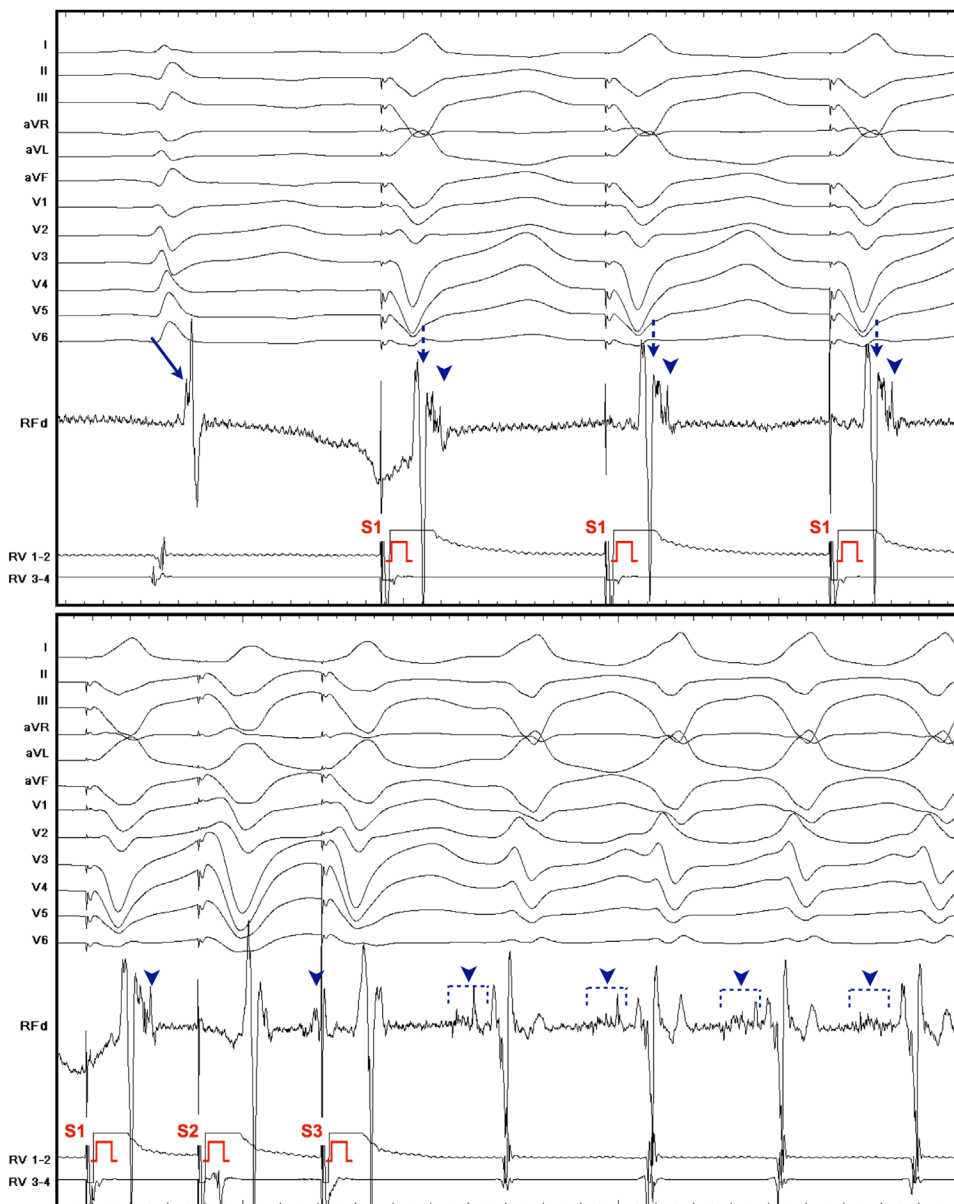 I
II
III
aVR
aVL
aVF
V1
V2
V3
V4
V5
V6
RFd
S1 S1 S1
RV 1-2
RV 3-4
I
II
III
aVR
aVL
aVF
V1
V2
V3
V4
V5
V6
RFd
S1 S2 S3
RV 1-2
RV 3-4